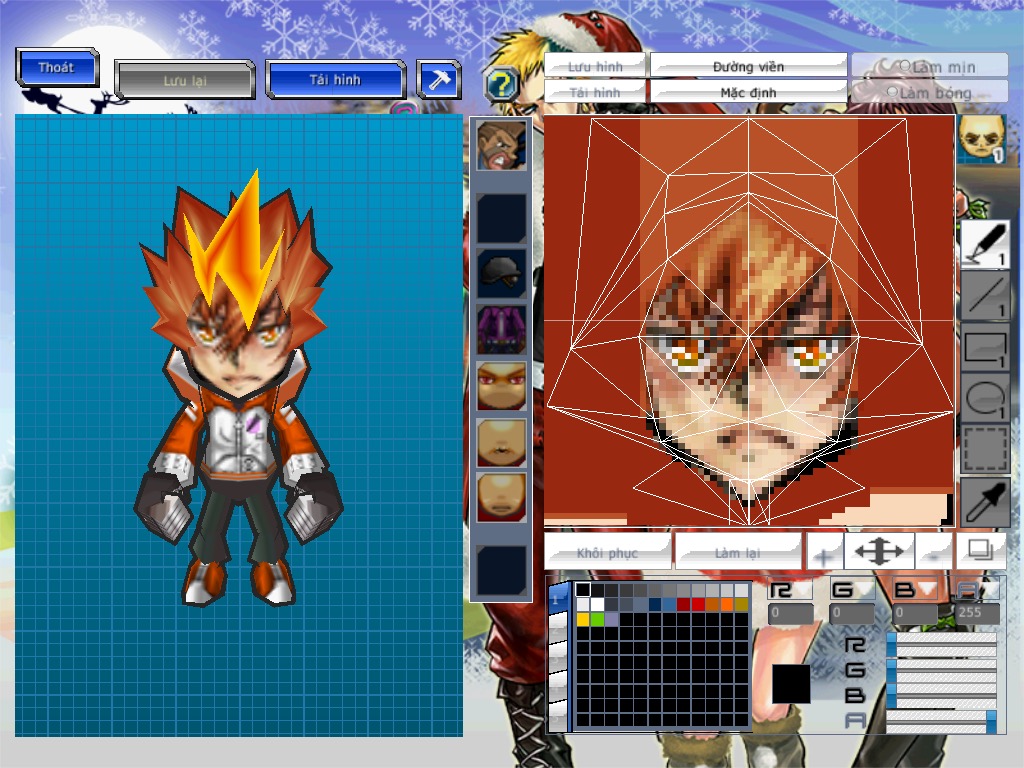 Thoát
Lưu lại
Tải hình
?
Lưu hình
Đường viền
Làm mịn
Tải hình
Mặc định
Làm bóng
1
1
1
1
1
Khôi phục
Làm lại
+
-
1
R
G
B
A
0
0
0
255
R
G
B
A